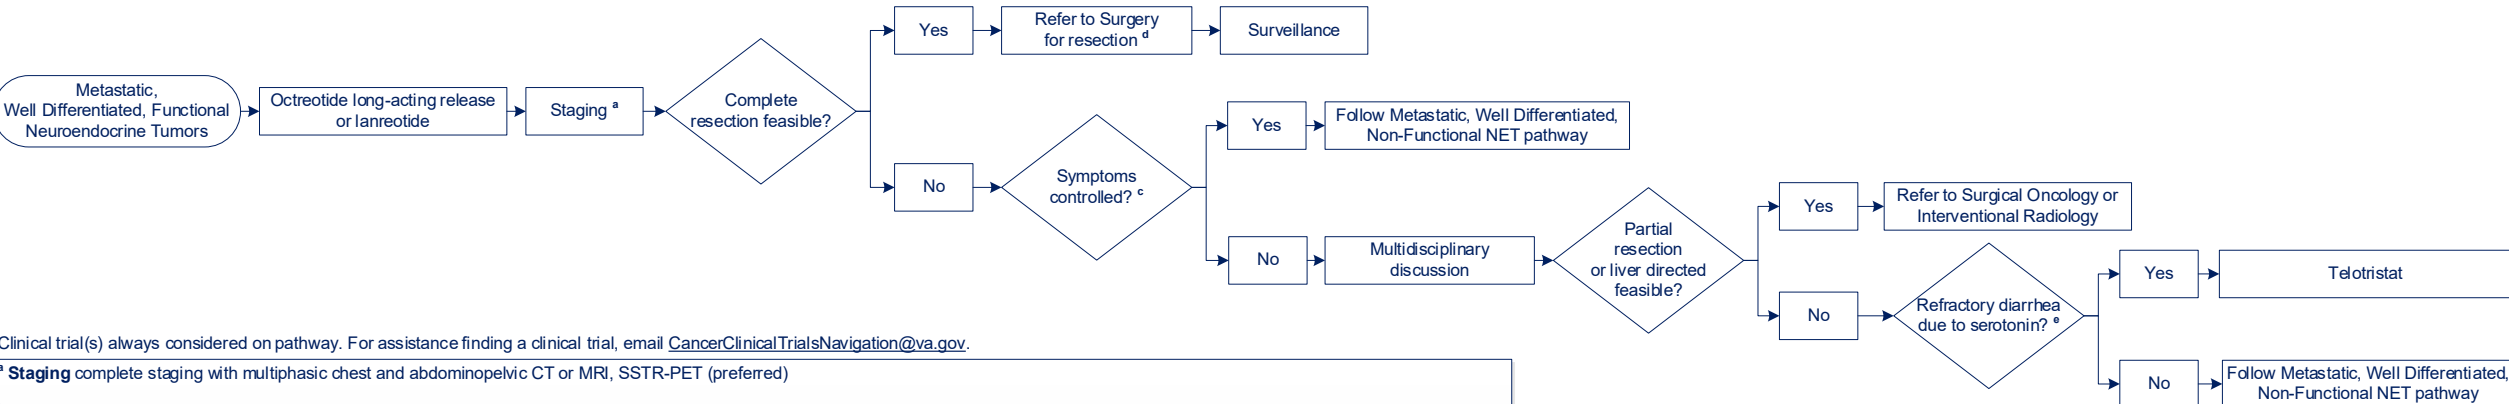 Metastatic,
Well Differentiated, Functional
Neuroendocrine Tumors
Octreotide long-acting release
or lanreotide
Staging a
Complete
resection feasible?
Yes
Refer to Surgery
for resection d
Surveillance
No
Symptoms
controlled? c
Yes
Follow Metastatic, Well Differentiated,
Non-Functional NET pathway
No
Multidisciplinary
discussion
Partial
resection
or liver directed
feasible?
Yes
Refer to Surgical Oncology or
Interventional Radiology
No
Refractory diarrhea
due to serotonin? e
Yes
Telotristat
No
Follow Metastatic, Well Differentiated,
Non-Functional NET pathway
Clinical trial(s) always considered on pathway. For assistance finding a clinical trial, email CancerClinicalTrialsNavigation@va.gov.
a Staging complete staging with multiphasic chest and abdominopelvic CT or MRI, SSTR-PET (preferred)